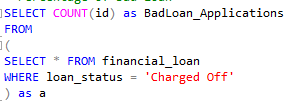 SELECT COUNT(id) as BadLoan_Applications
FROM
(
SELECT * FROM financial_loan
WHERE loan_status = 'Charged Off'
) as a